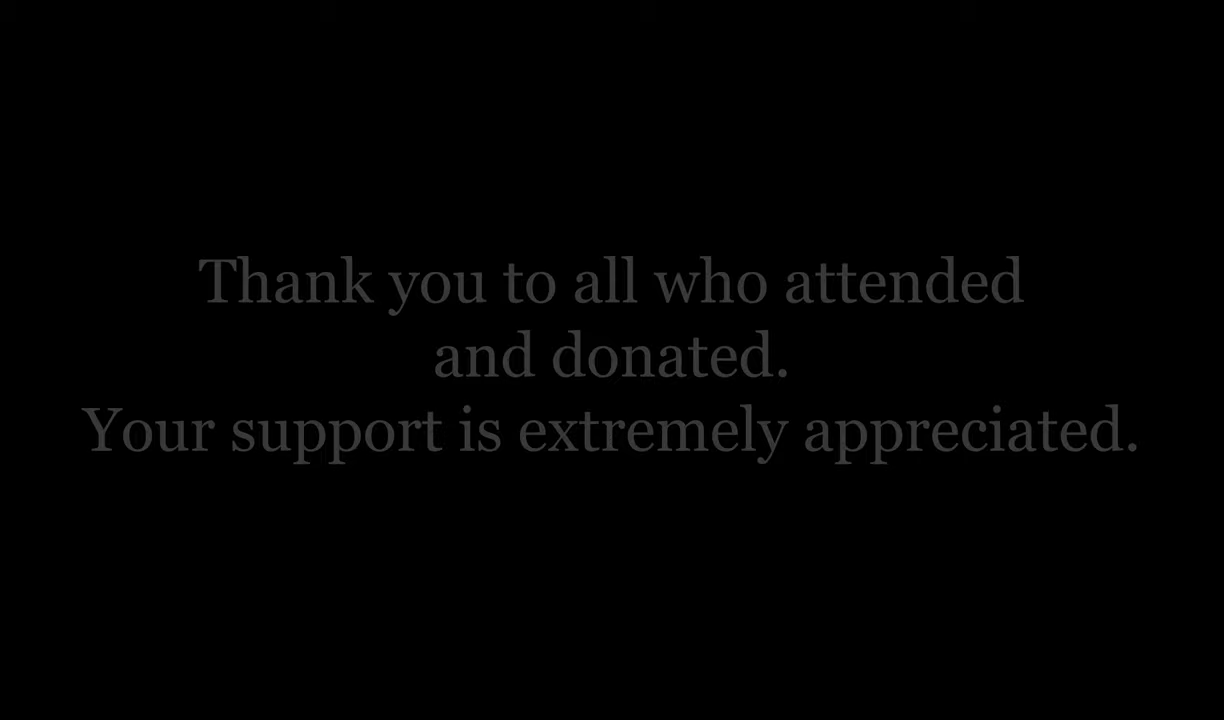 Thank you to all who attended
and donated.
Your support is extremely appreciated.